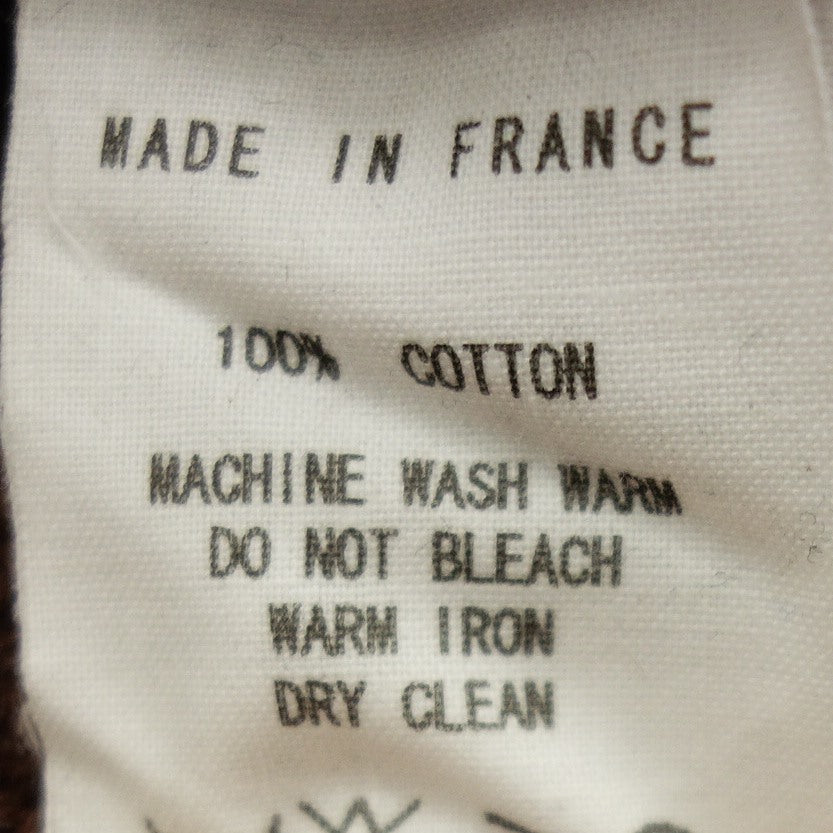 MADE IN FRANCE
100% COTTON
MACHINE WASH WARM
DO NOT BLEACH
WARM IRON
DRY CLEAN